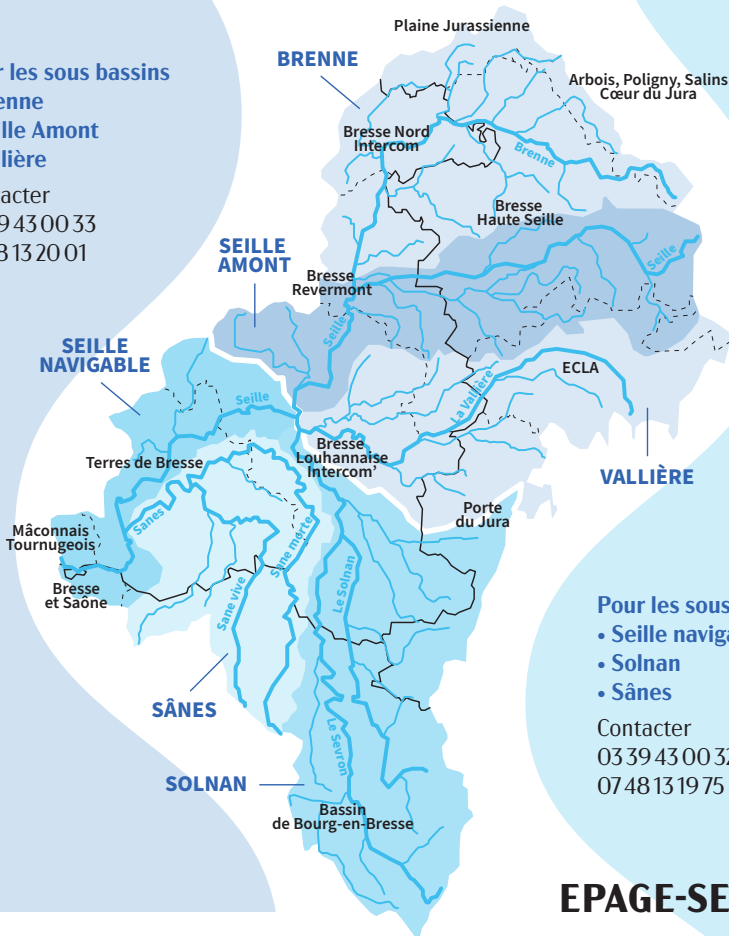 Plaine Jurassienne
BRENNE
r les sous bassins
enne
lle Amont
lière
acter
9 43 00 33
8 13 20 01
Arbois, Poligny, Salins
Cœur du Jura
Bresse Nord
Intercom
Brenne
Bresse
Haute Seille
SEILLE
AMONT
Bresse
Revermont
Seille
Seille
SEILLE
NAVIGABLE
ECLA
La Vallière
Seille
Bresse
Louhannaise
Intercom'
Terres de Bresse
VALLIÈRE
Porte
du Jura
Sanes
Sane morte
Mâconnais
Tournugeois
Bresse
et Saône
Sane vive
Le Solnan
Pour les sous
• Seille naviga
• Solnan
• Sânes
Contacter
03 39 43 00 32
07 48 13 19 75
SÂNES
Le Sevron
SOLNAN
Bassin
de Bourg-en-Bresse
EPAGE-SE